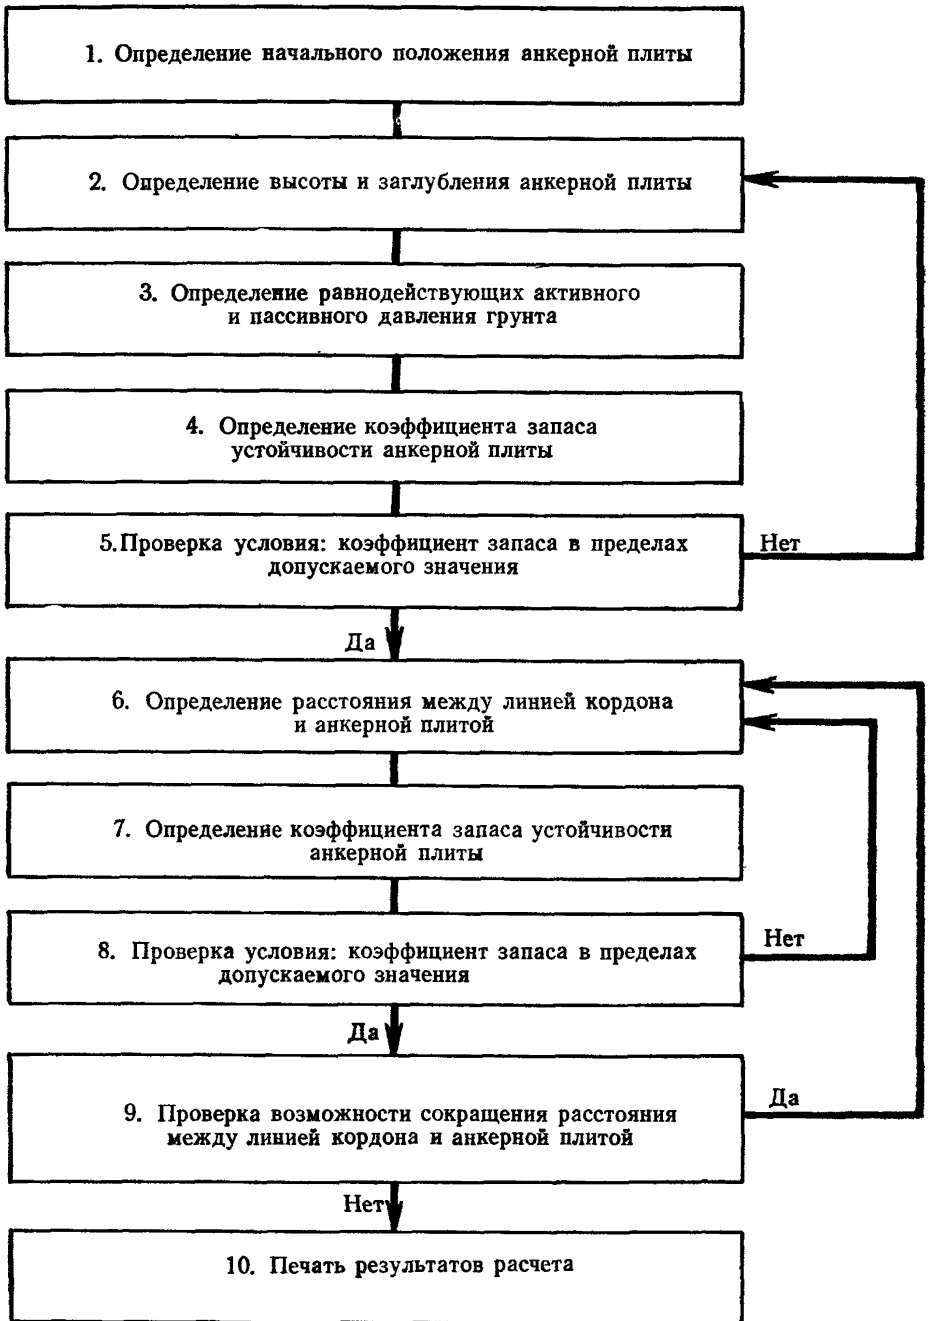 1. Определение начального положения анкерной плиты
2. Определение высоты и заглубления анкерной плиты
3. Определение равнодействующих активного
и пассивного давления грунта
4. Определение коэффициента запаса
устойчивости анкерной плиты
5. Проверка условия: коэффициент запаса в пределах
допускаемого значения
Нет
Да
6. Определение расстояния между линией кордона
и анкерной плитой
7. Определение коэффициента запаса устойчивости
анкерной плиты
8. Проверка условия: коэффициент запаса в пределах
допускаемого значения
Нет
Да
9. Проверка возможности сокращения расстояния
между линией кордона и анкерной плитой
Да
Нет
10. Печать результатов расчета